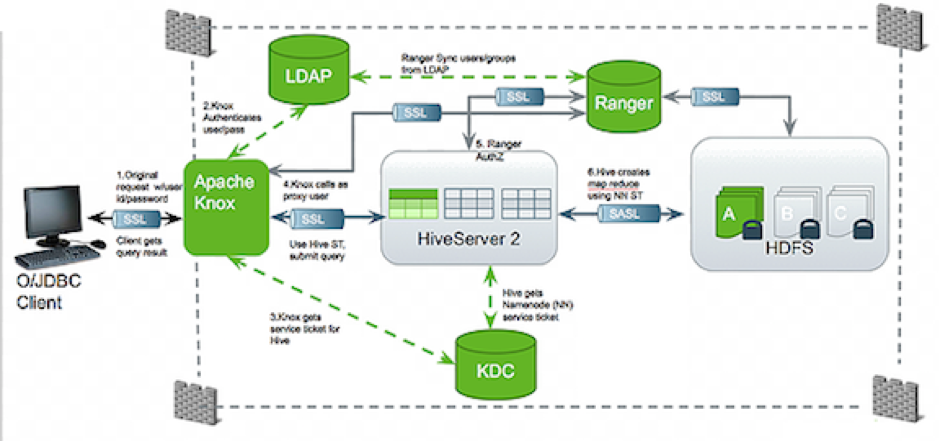 LDAP
Ranger Sync users/groups
from LDAP
Ranger
SSL
SSL
SSL
2.Knox
Authenticates
user/pass
5. Ranger
AuthZ
1.Original
request w/user
id/password
SSL
Client gets
query result
O/JDBC
Client
Apache
Knox
4.Knox calls as
proxy user
SSL
Use Hive ST,
submit query
HiveServer 2
6.Hive creates
map reduce
using NN ST
SASL
A
B
C
HDFS
3.Knox gets
service ticket for
Hive
Hive gets
Namenode (NN)
service ticket
KDC